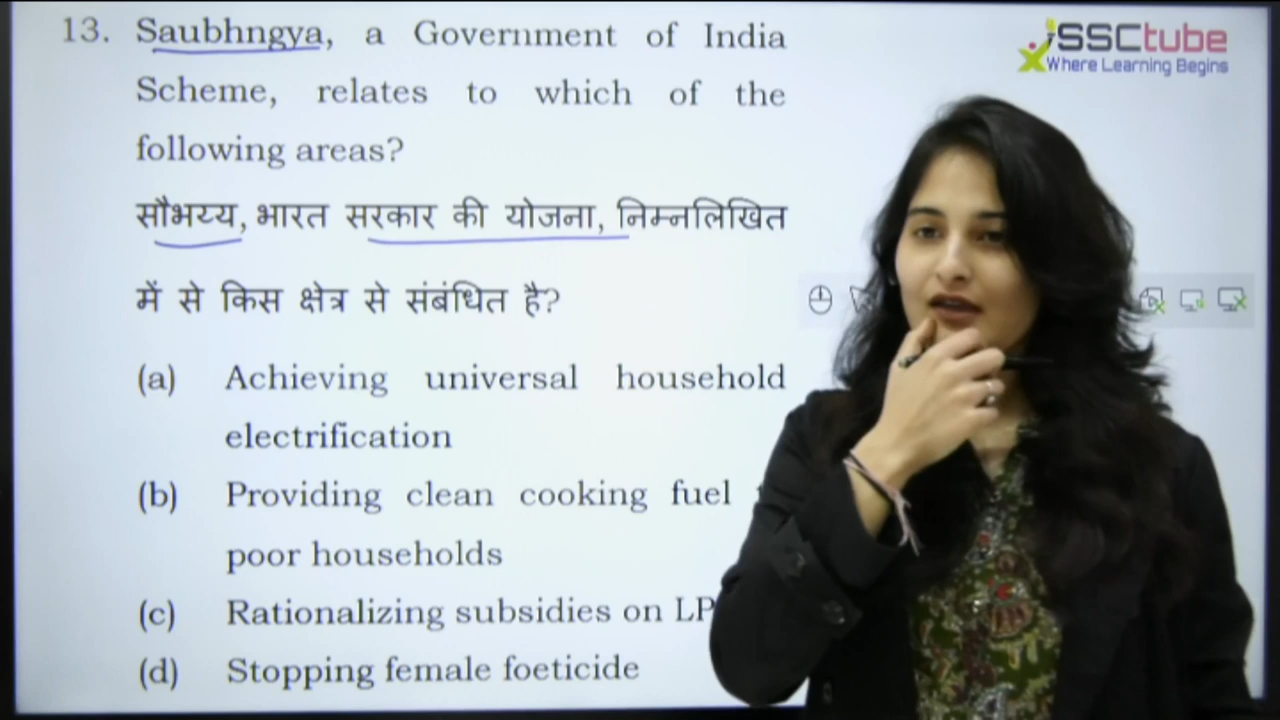 13. Saubhngya, a Government of India
Scheme, relates to which of the
following areas?
सौभय्य, भारत सरकार की योजना, निम्नलिखित
में से किस क्षेत्र से संबंधित है?
(a) Achieving universal household
electrification
(b) Providing clean cooking fuel
poor households
(c) Rationalizing subsidies on LP
(d) Stopping female foeticide
SSCtube
Where Learning Begins